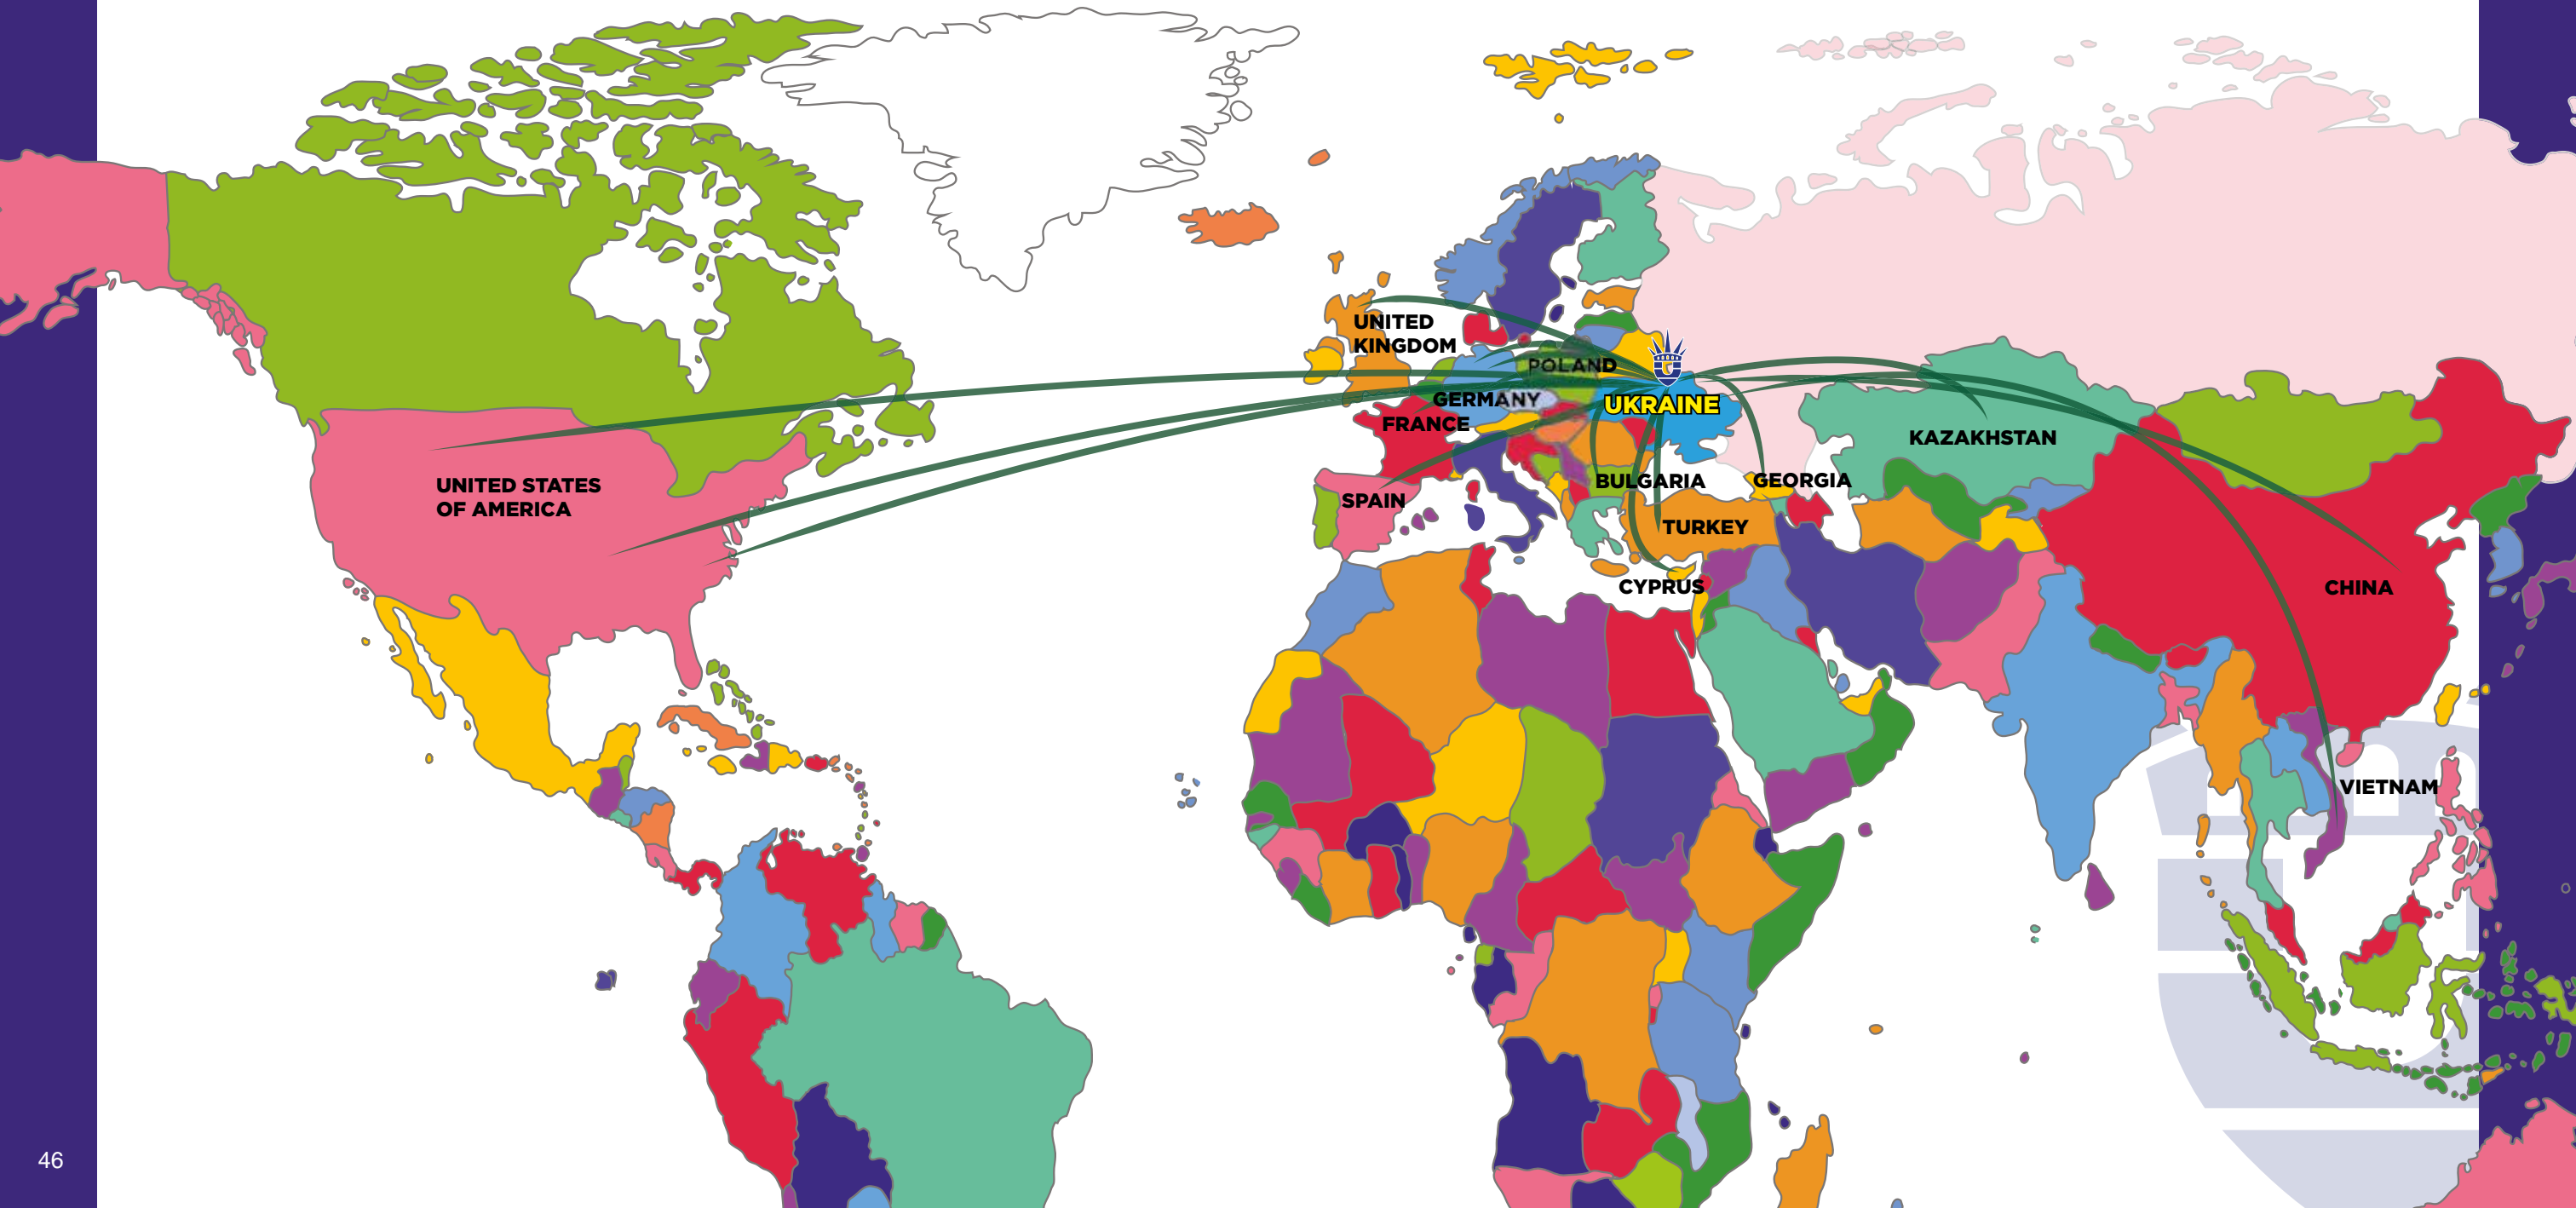 UNITED
KINGDOM
POLAND
GERMANY
UKRAINE
FRANCE
KAZAKHSTAN
UNITED STATES
OF AMERICA
SPAIN
BULGARIA
GEORGIA
TURKEY
CYPRUS
CHINA
VIETNAM
46